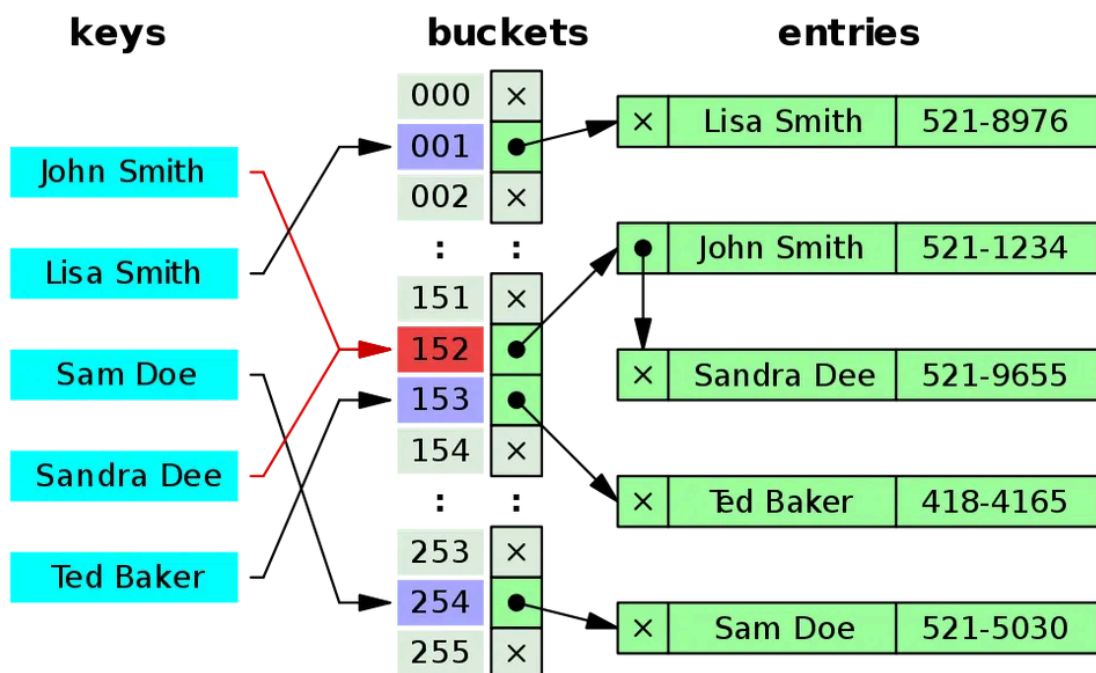 keys
buckets
entries
John Smith
Lisa Smith
Sam Doe
Sandra Dee
Ted Baker
000 ×
001
002 ×
: :
151 ×
152
153
154 ×
: :
253 ×
254
255 ×
× Lisa Smith 521-8976
John Smith 521-1234
× Sandra Dee 521-9655
× Ted Baker 418-4165
× Sam Doe 521-5030